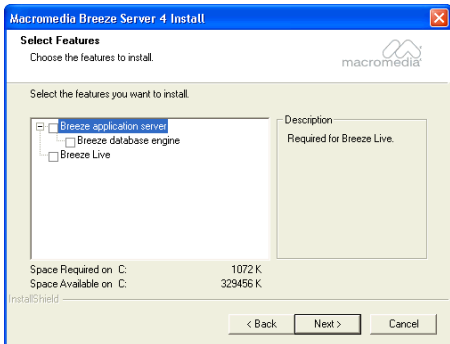 Macromedia Breeze Server 4 Install
Select Features
Choose the features to install.
macromedia
Select the features you want to install.
Breeze application server
Breeze database engine
Breeze Live
Description
Required for Breeze Live.
Space Required on C: 1072 K
Space Available on C: 329456 K
InstallShield
< Back Next > Cancel